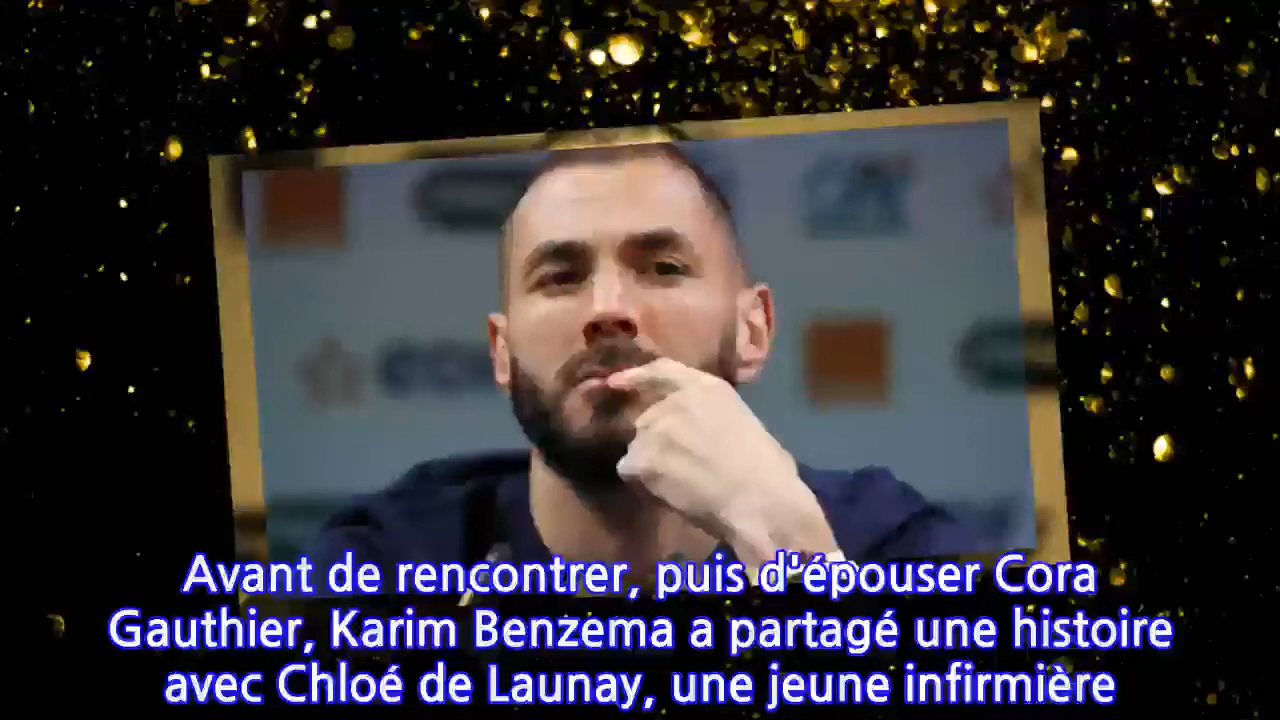 Avant de rencontrer, puis d'épouser Cora
Gauthier, Karim Benzema a partagé une histoire
avec Chloé de Launay, une jeune infirmière